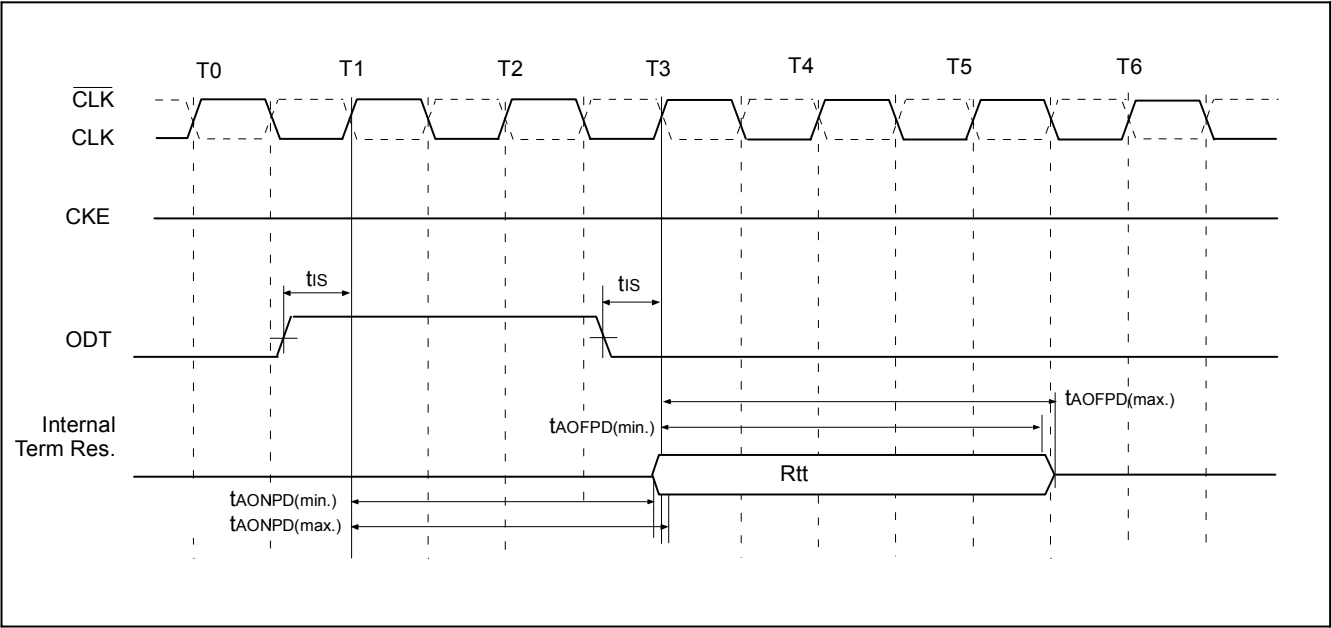 T0 T1 T2 T3 T4 T5 T6
CLK
CLK
CKE
tIS
tIS
ODT
tAOFPD(max.)
tAOFPD(min.)
Internal
Term Res.
Rtt
tAONPD(min.)
tAONPD(max.)